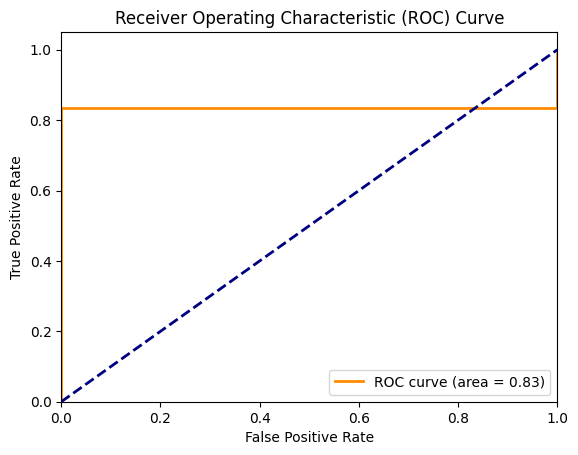 Receiver Operating Characteristic (ROC) Curve
1.0
0.8
0.6
0.4
0.2
0.0
True Positive Rate
ROC curve (area = 0.83)
0.0 0.2 0.4 0.6 0.8 1.0
False Positive Rate